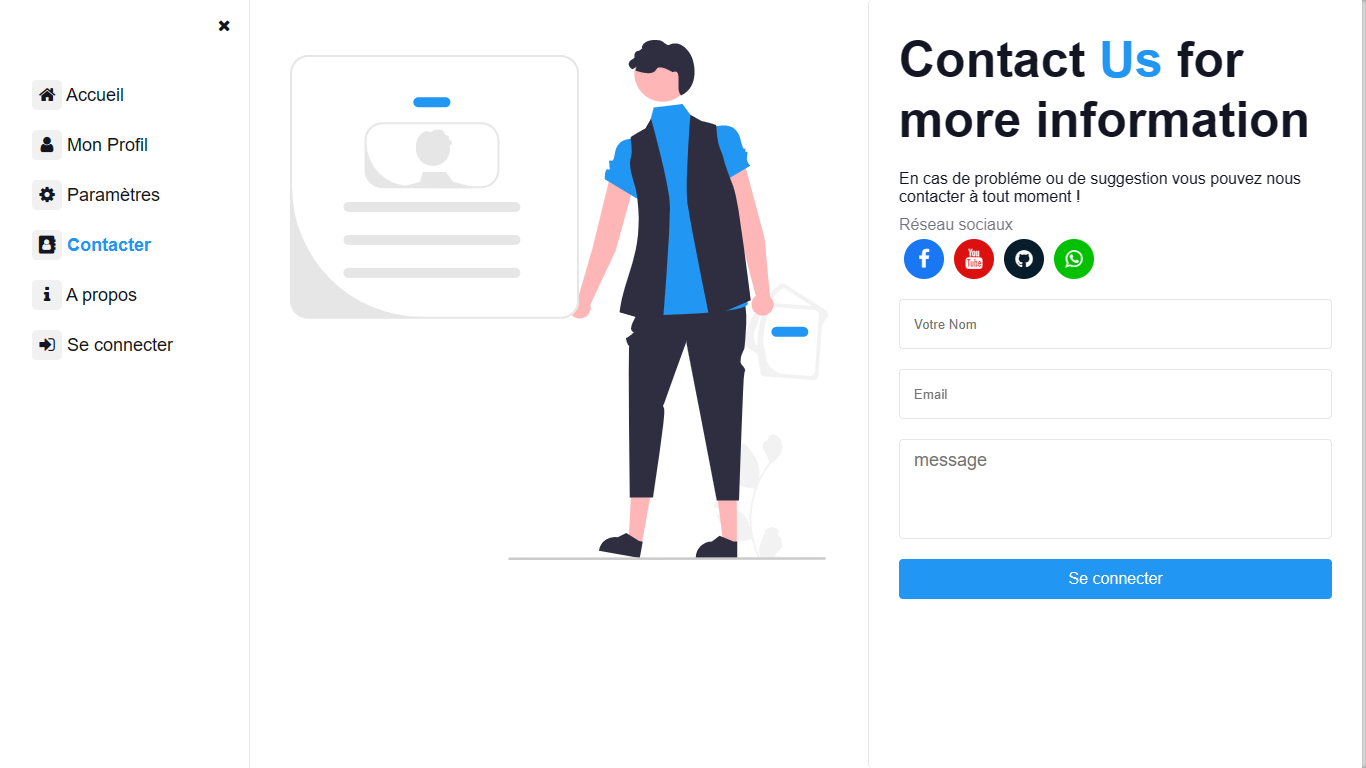 Accueil
Mon Profil
Paramètres
Contacter
A propos
Se connecter
Contact Us for
more information
En cas de probléme ou de suggestion vous pouvez nous
contacter à tout moment !
Réseau sociaux
You
Tube
Votre Nom
Email
message
Se connecter